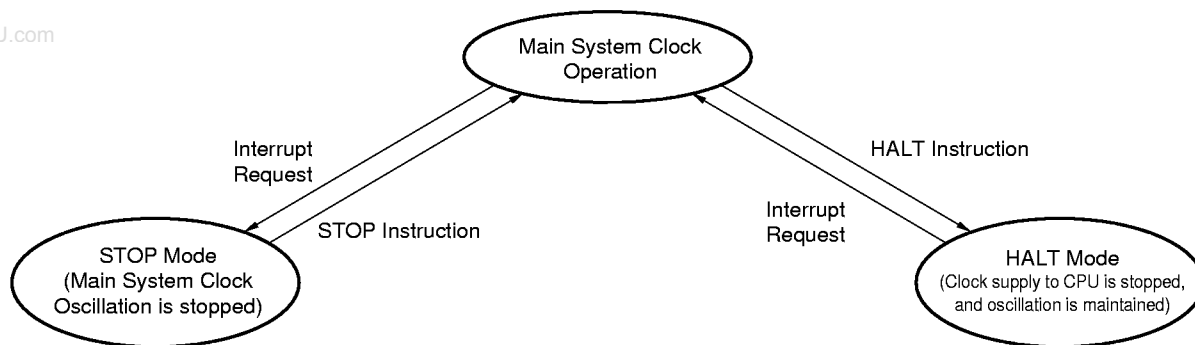 J.com
Main System Clock
Operation
Interrupt
Request
HALT Instruction
STOP Instruction
Interrupt
Request
STOP Mode
(Main System Clock
Oscillation is stopped)
HALT Mode
(Clock supply to CPU is stopped,
and oscillation is maintained)